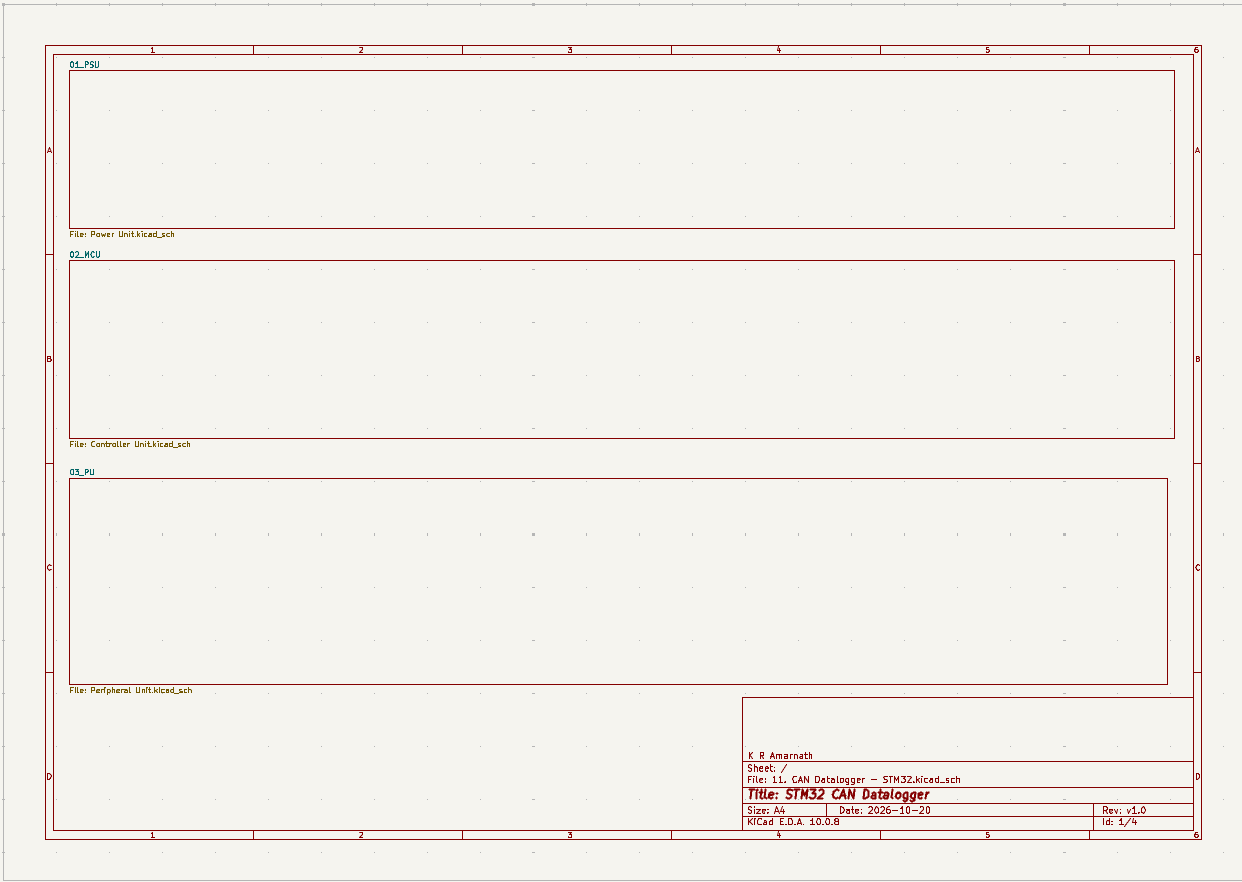 1 2 3 4 5 6
01_PSU
A A
File: Power Unit.kicad_sch
02_MCU
B B
File: Controller Unit.kicad_sch
03_PU
C C
File: Peripheral Unit.kicad_sch
K R Amarnath
Sheet: /
File: 11. CAN Datalogger - STM32.kicad_sch
D D
Title: STM32 CAN Datalogger
Size: A4 Date: 2026-10-20 Rev: v1.0
KiCad E.D.A. 10.0.8 Id: 1/4
1 2 3 4 5 6